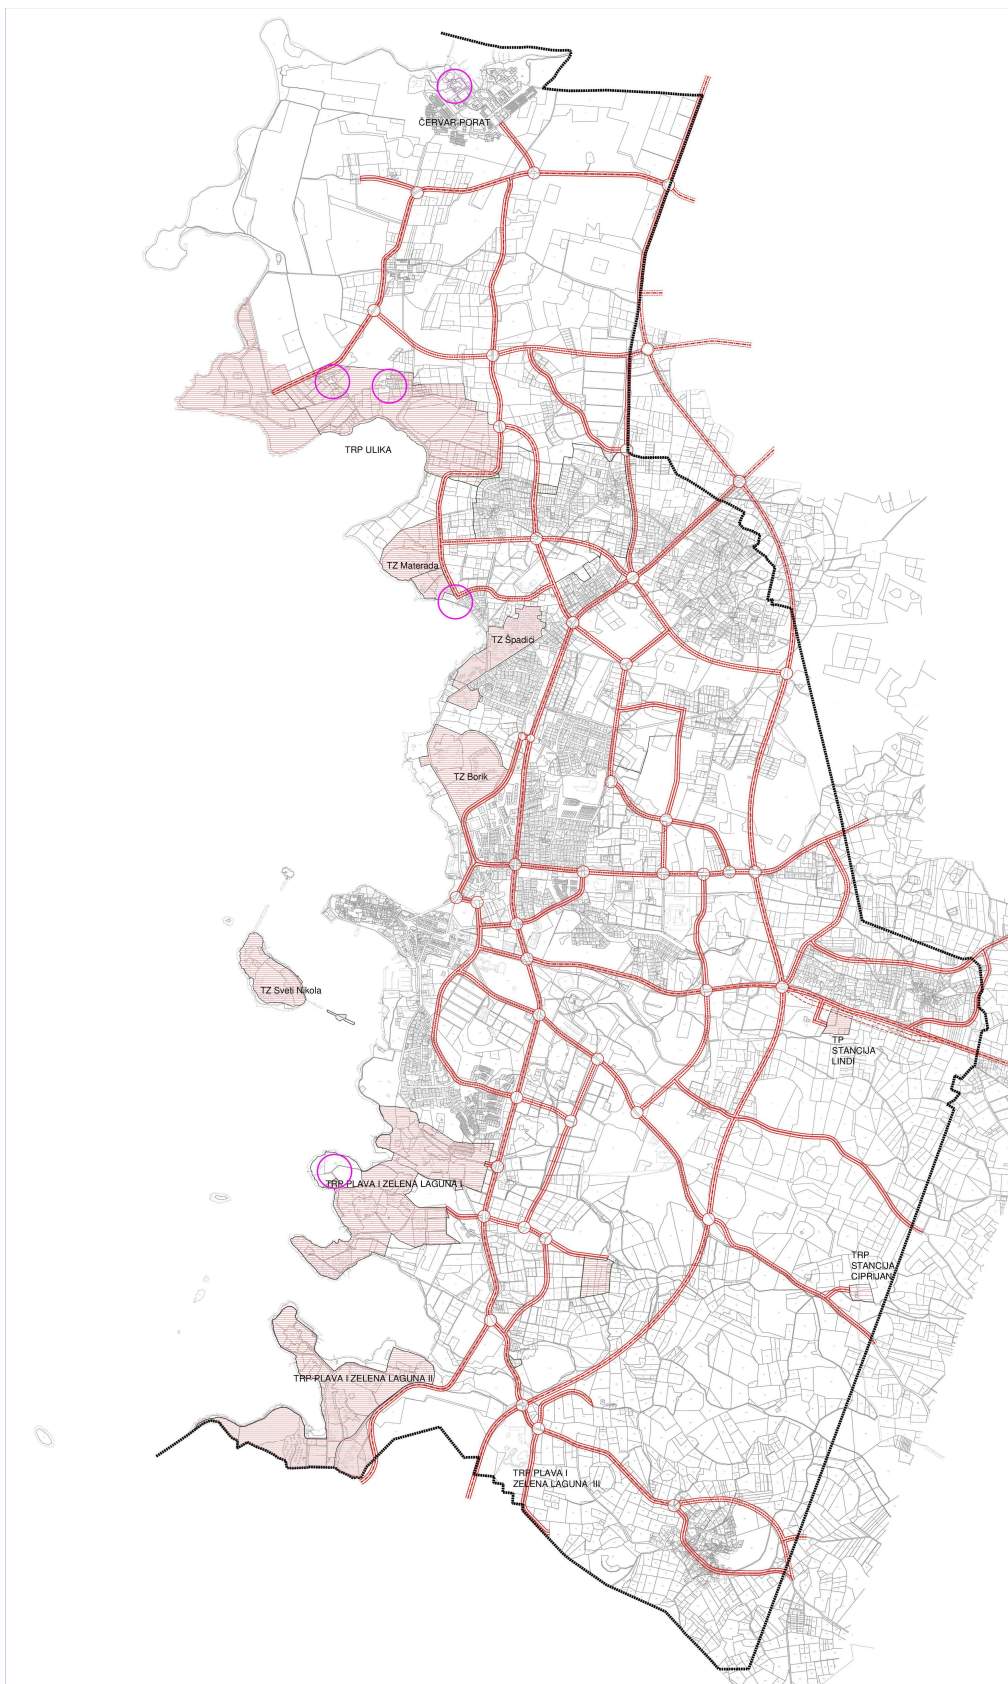 ČERVAR PORAT
TRP ULIKA
TZ Materada
TZ Špadići
TZ Borik
TZ Sveti Nikola
TP
STANCIJA
LINDI
TRP PLAVA I ZELENA LAGUNA I
TRP
STANCIJA
CIPRIJAN
TRP PLAVA I ZELENA LAGUNA II
TRP PLAVA I
ZELENA LAGUNA III